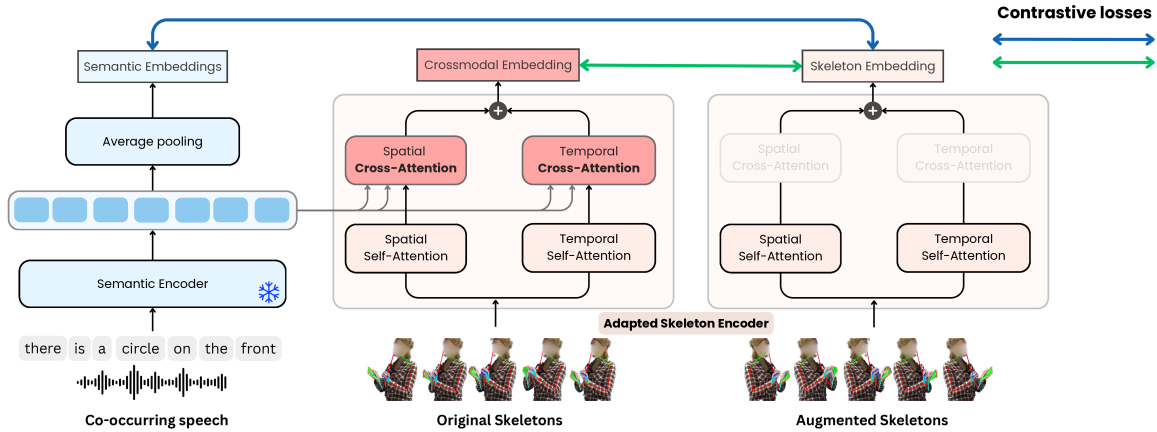 Contrastive losses
Semantic Embeddings
Crossmodal Embedding
Skeleton Embedding
Average pooling
Spatial
Cross-Attention
Temporal
Cross-Attention
Spatial
Cross-Attention
Temporal
Cross-Attention
Spatial
Self-Attention
Temporal
Self-Attention
Spatial
Self-Attention
Temporal
Self-Attention
Semantic Encoder
Adapted Skeleton Encoder
there is a circle on the front
Co-occurring speech
Original Skeletons
Augmented Skeletons